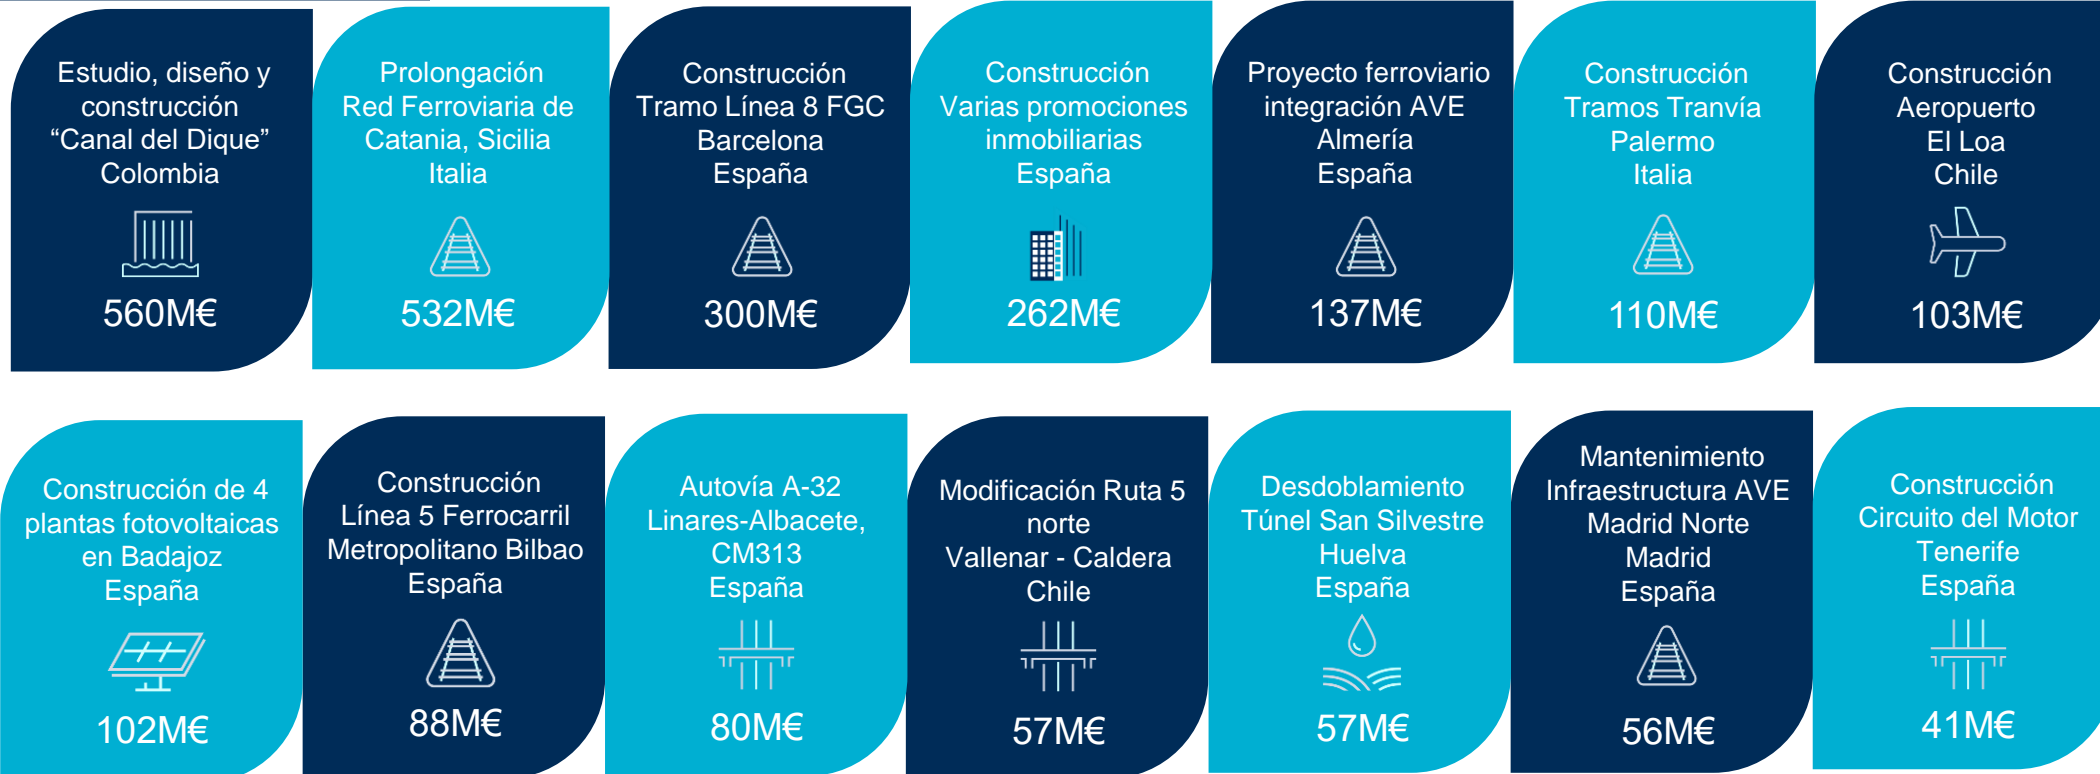 Estudio, diseño y
construcción
“Canal del Dique”
Colombia
560M€
Prolongación
Red Ferroviaria de
Catania, Sicilia
Italia
532M€
Construcción
Tramo Línea 8 FGC
Barcelona
España
300M€
Construcción
Varias promociones
inmobiliarias
España
262M€
Proyecto ferroviario
integración AVE
Almería
España
137M€
Construcción
Tramos Tranvía
Palermo
Italia
110M€
Construcción
Aeropuerto
El Loa
Chile
103M€
Construcción de 4
plantas fotovoltaicas
en Badajoz
España
102M€
Construcción
Línea 5 Ferrocarril
Metropolitano Bilbao
España
88M€
Autovía A-32
Linares-Albacete,
CM313
España
80M€
Modificación Ruta 5
norte
Vallenar - Caldera
Chile
57M€
Desdoblamiento
Túnel San Silvestre
Huelva
España
57M€
Mantenimiento
Infraestructura AVE
Madrid Norte
Madrid
España
56M€
Construcción
Circuito del Motor
Tenerife
España
41M€